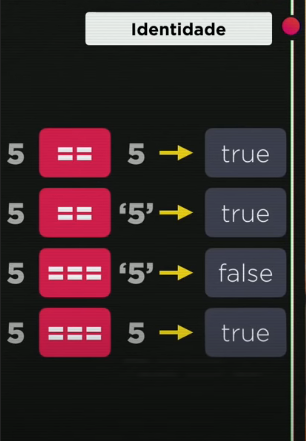 Identidade
5 == 5 → true
5 == ‘5’ → true
5 === ‘5’ → false
5 === 5 → true